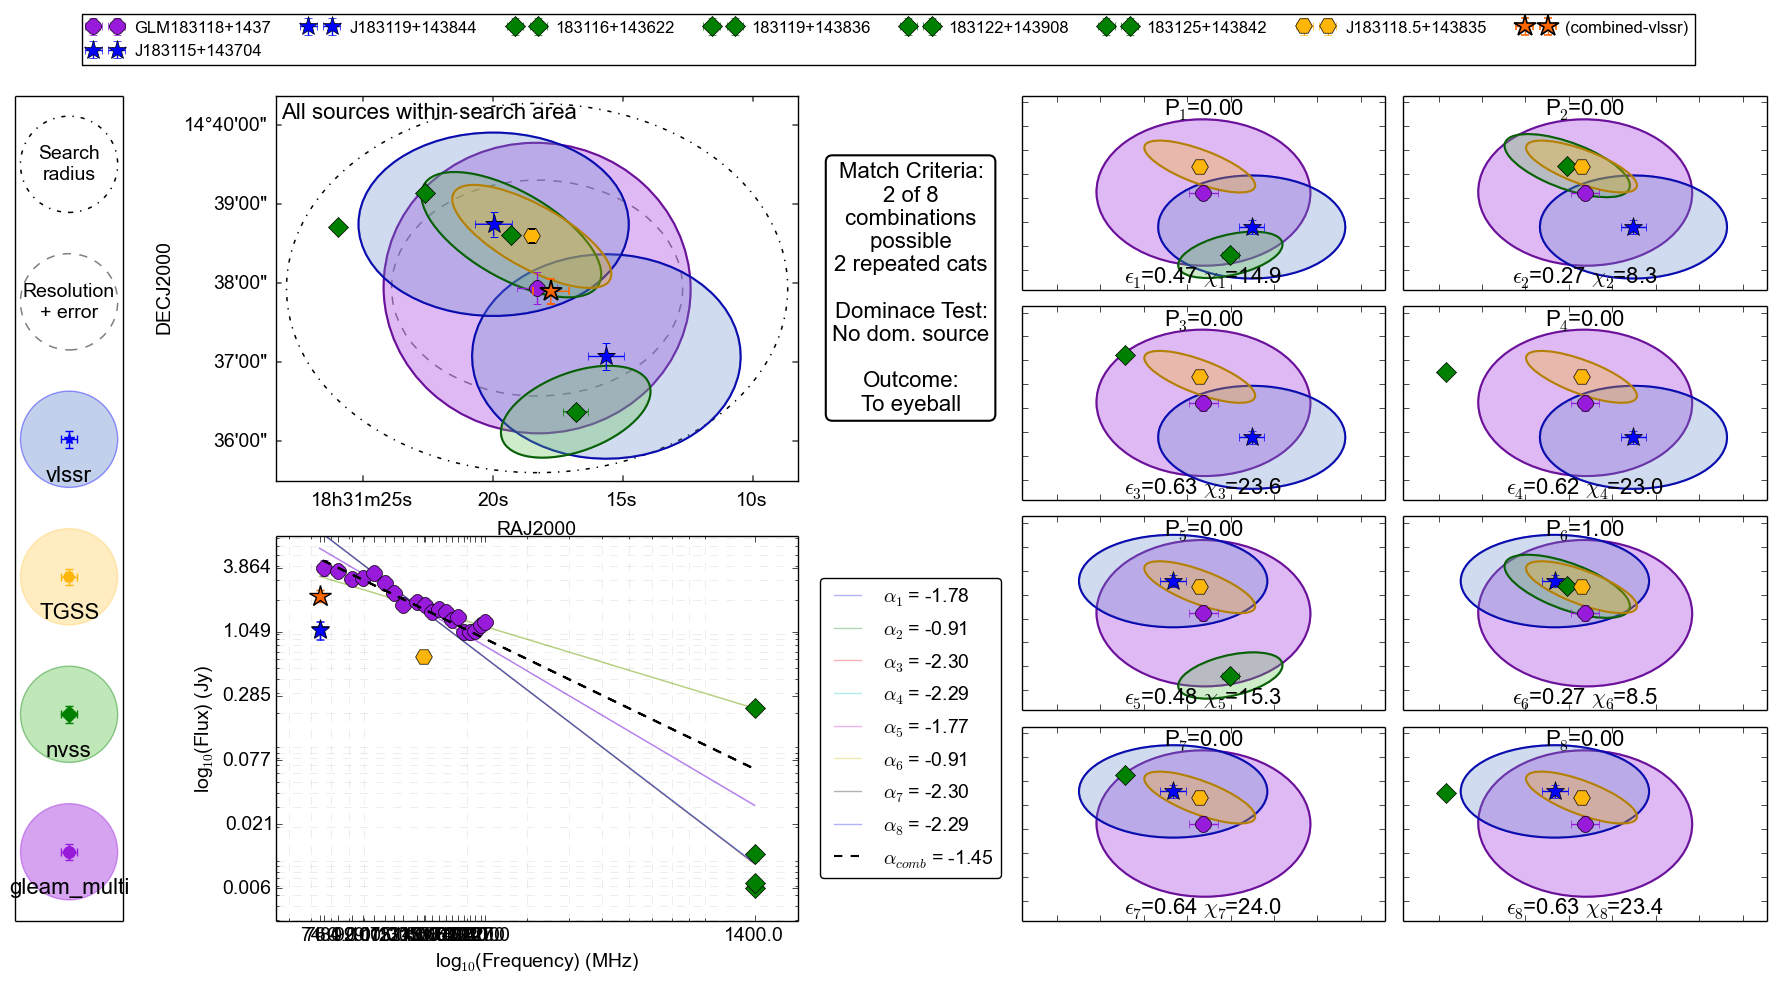 GLM183118+1437 J183119+143844 183116+143622 183119+143836 183122+143908 183125+143842 J183118.5+143835 (combined-vlssr)
J183115+143704
Search
radius
Resolution
+ error
vlssr
TGSS
nvss
gleam_multi
All sources within search area
DECJ2000
14°40'00"
39'00"
38'00"
37'00"
36'00"
18h31m25s 20s 15s 10s
RAJ2000
Match Criteria:
2 of 8
combinations
possible
2 repeated cats
Dominace Test:
No dom. source
Outcome:
To eyeball
log10(Flux) (Jy)
3.864
1.049
0.285
0.077
0.021
0.006
1400.0
log10(Frequency) (MHz)
α1 = -1.78
α2 = -0.91
α3 = -2.30
α4 = -2.29
α5 = -1.77
α6 = -0.91
α7 = -2.30
α8 = -2.29
αcomb = -1.45
P1=0.00
ϵ1=0.47 χ1=14.9
P2=0.00
ϵ2=0.27 χ2=8.3
P3=0.00
ϵ3=0.63 χ3=23.6
P4=0.00
ϵ4=0.62 χ4=23.0
P5=0.00
ϵ5=0.48 χ5=15.3
P6=1.00
ϵ6=0.27 χ6=8.5
P7=0.00
ϵ7=0.64 χ7=24.0
P8=0.00
ϵ8=0.63 χ8=23.4